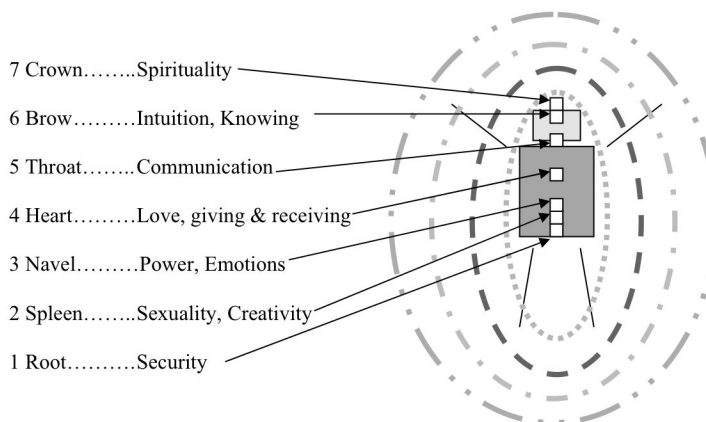 7 Crown……..Spirituality
6 Brow………Intuition, Knowing
5 Throat……Communication
4 Heart………Love, giving & receiving
3 Navel………Power, Emotions
2 Spleen……..Sexuality, Creativity
1 Root……….Security